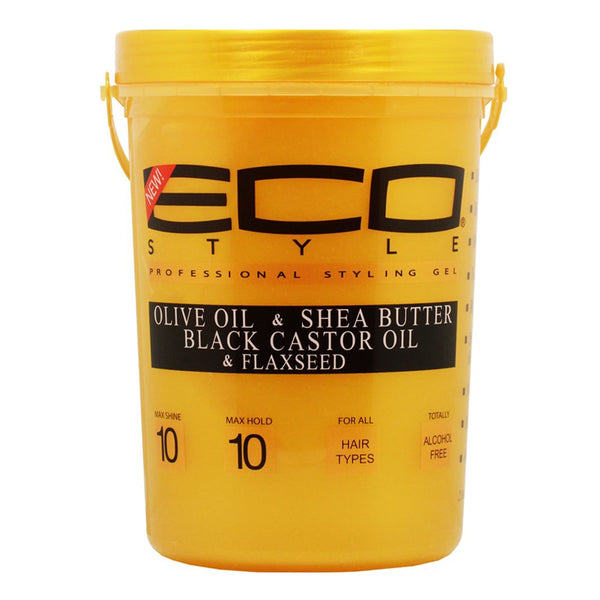 NEW!
ECO®
STYLE
PROFESSIONAL STYLING GEL
OLIVE OIL & SHEA BUTTER
BLACK CASTOR OIL
& FLAXSEED
MAX SHINE
10
MAX HOLD
10
FOR ALL
HAIR
TYPES
TOTALLY
ALCOHOL
FREE